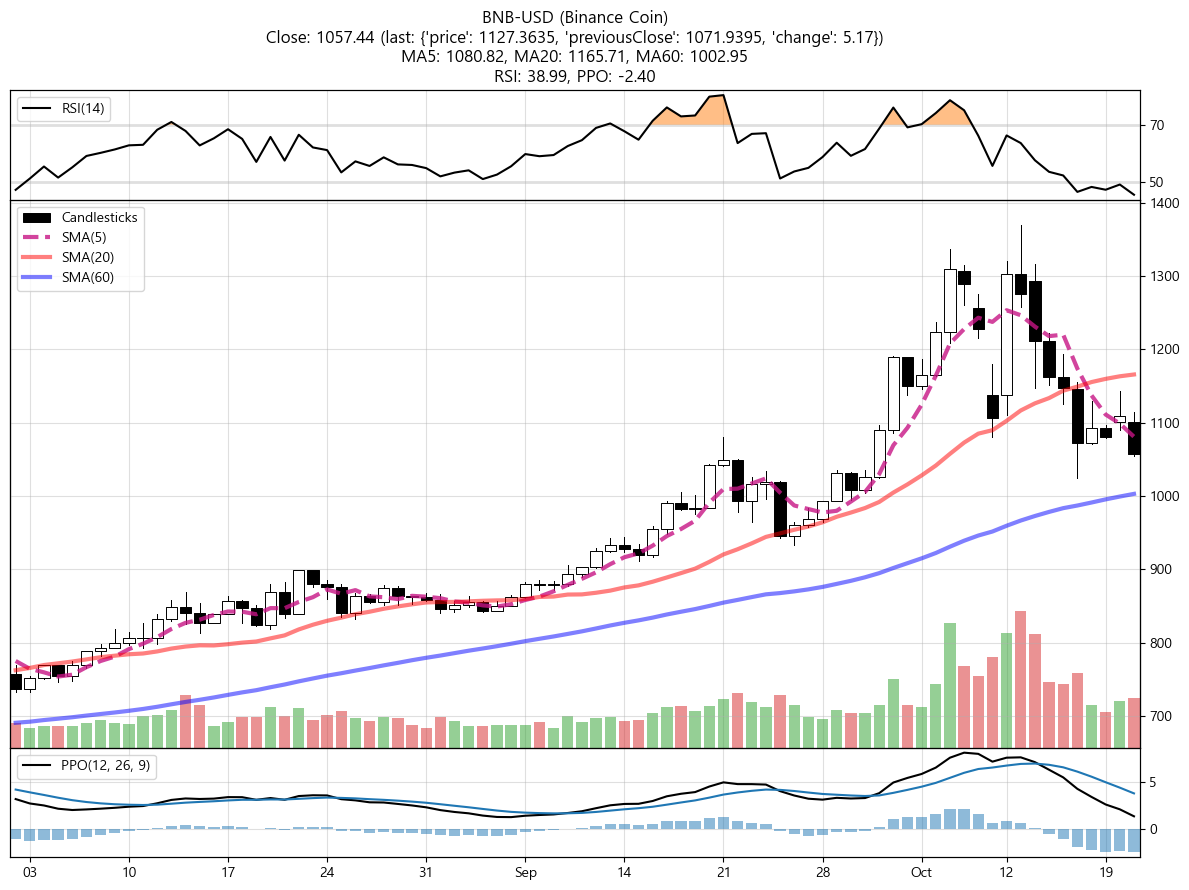 BNB-USD (Binance Coin)
Close: 1057.44 (last: {'price': 1127.3635, 'previousClose': 1071.9395, 'change': 5.17})
MA5: 1080.82, MA20: 1165.71, MA60: 1002.95
RSI: 38.99, PPO: -2.40
RSI(14)
70
50
Candlesticks
SMA(5)
SMA(20)
SMA(60)
1400
1300
1200
1100
1000
900
800
700
PPO(12, 26, 9)
5
0
03 10 17 24 31 Sep 14 21 28 Oct 12 19